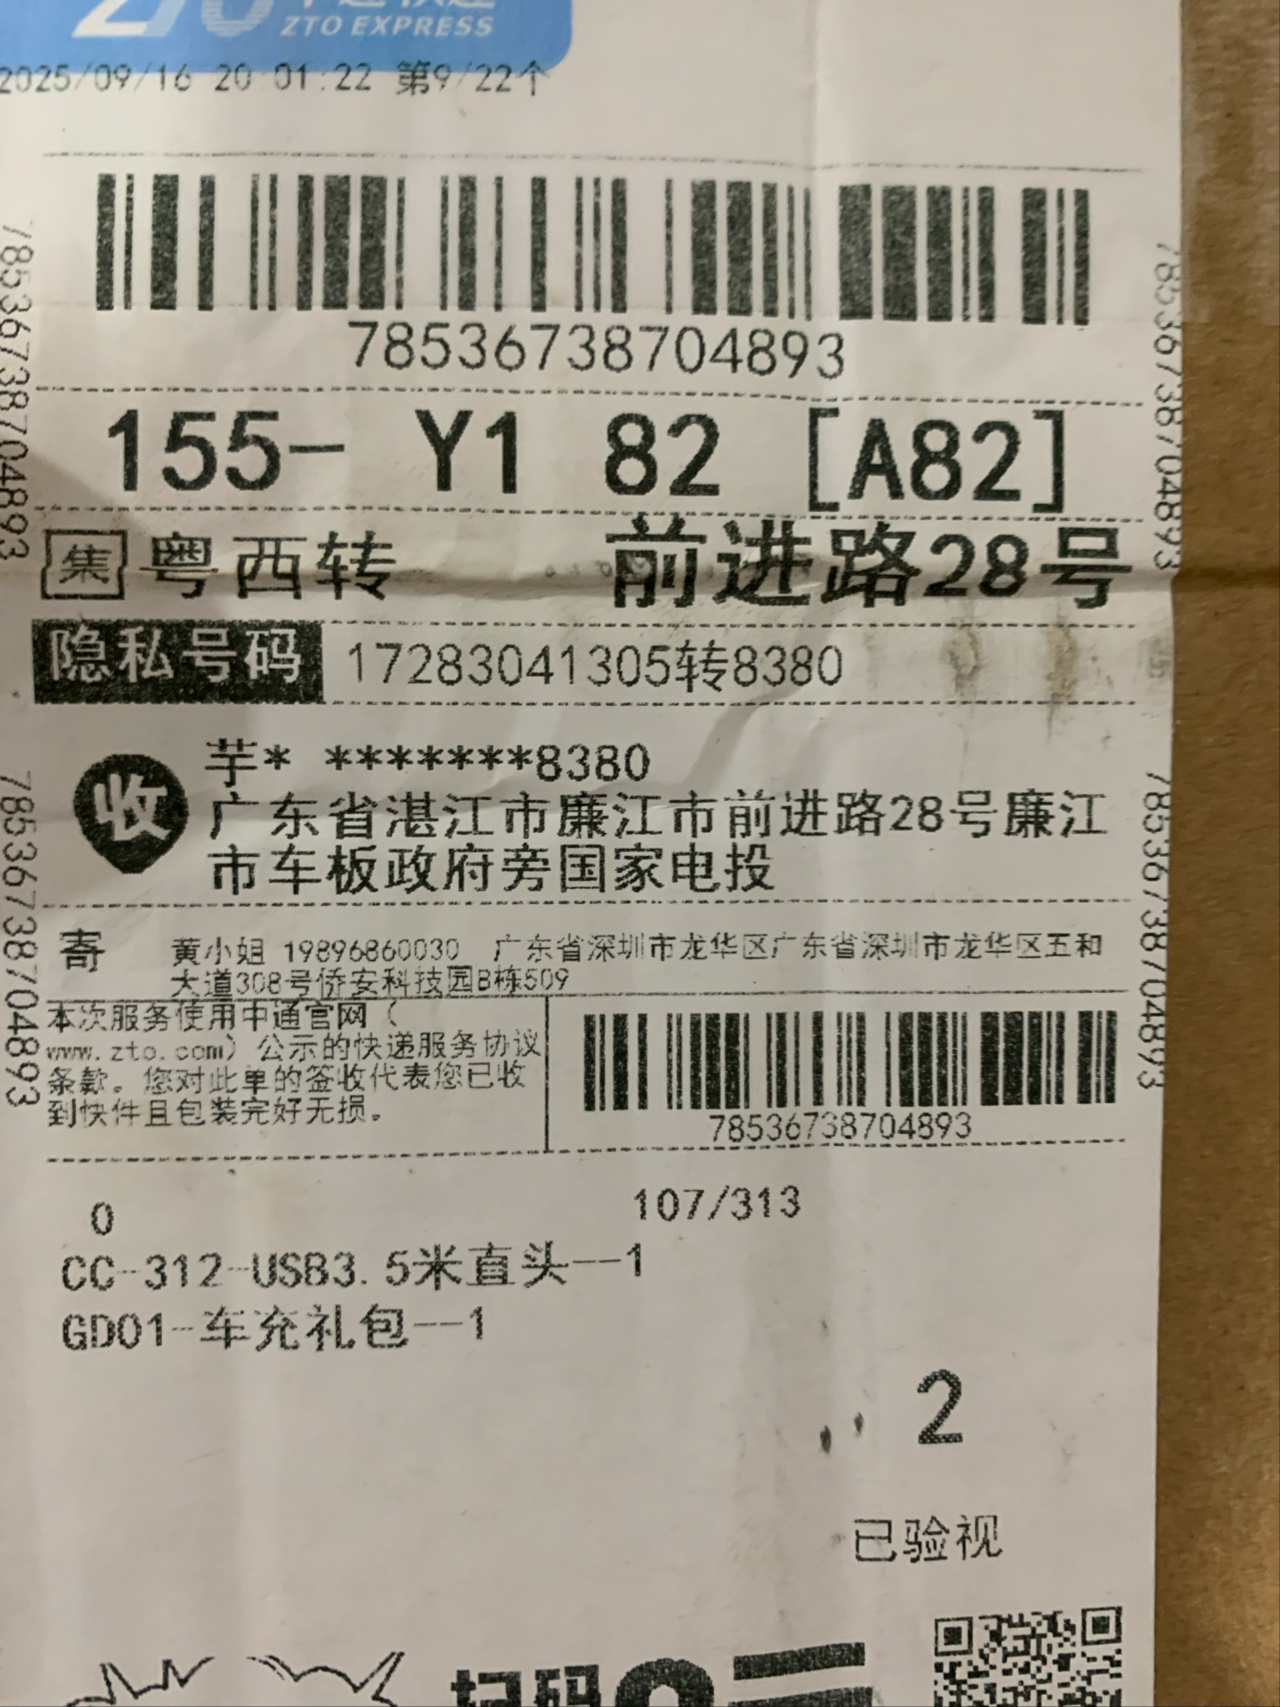 ZTO EXPRESS
2025/09/16 20:01:22 第9/22个
78536738704893
155- Y1 82 [A82]
集 粤西转 前进路28号
隐私号码 17283041305转8380
收 芋* *******8380
广东省湛江市廉江市前进路28号廉江
市车板政府旁国家电投
寄 黄小姐 19896860030 广东省深圳市龙华区广东省深圳市龙华区五和
大道308号侨安科技园B栋509
本次服务使用中通官网（
www.zto.com）公示的快递服务协议
条款。您对此单的签收代表您已收
到快件且包装完好无损。
78536738704893
0 107/313
CC-312-USB3.5米直头--1
GD01-车充礼包--1
2
已验视
扫码
78536738704893
78536738704893
78536738704893
78536738704893